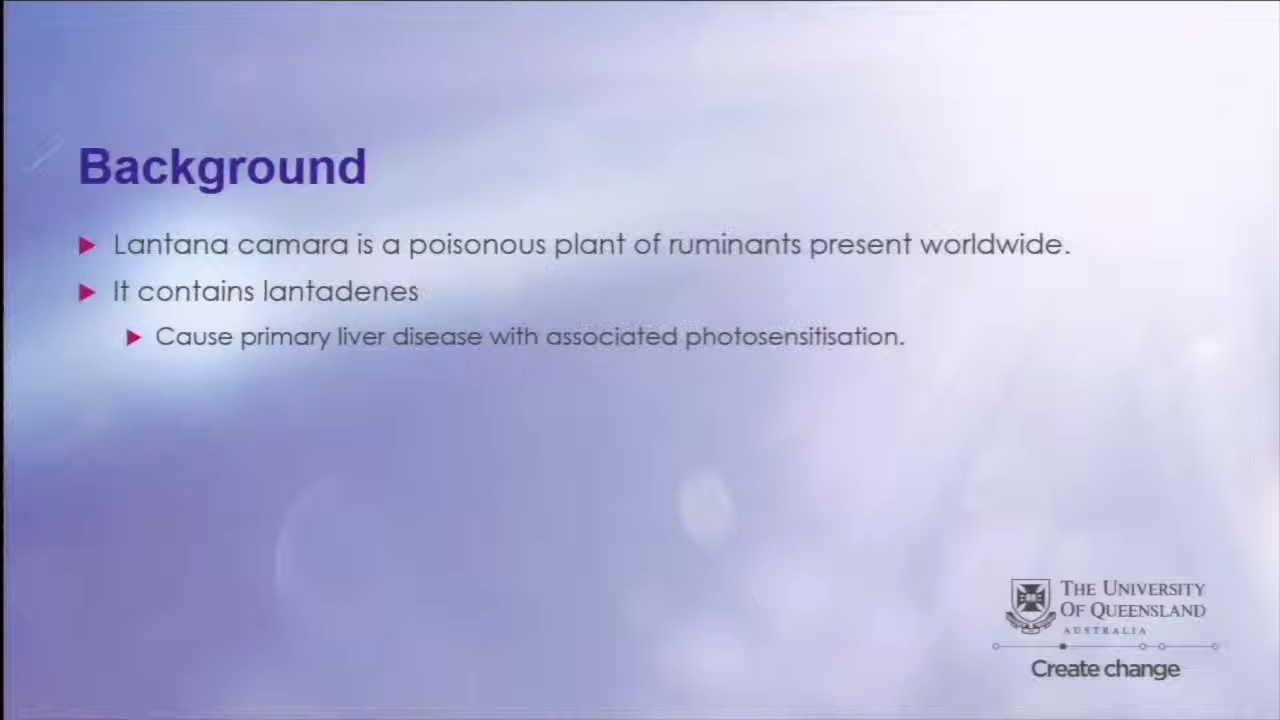 Background
Lantana camara is a poisonous plant of ruminants present worldwide.
It contains lantadenes
Cause primary liver disease with associated photosensitisation.
THE UNIVERSITY
OF QUEENSLAND
AUSTRALIA
Create change